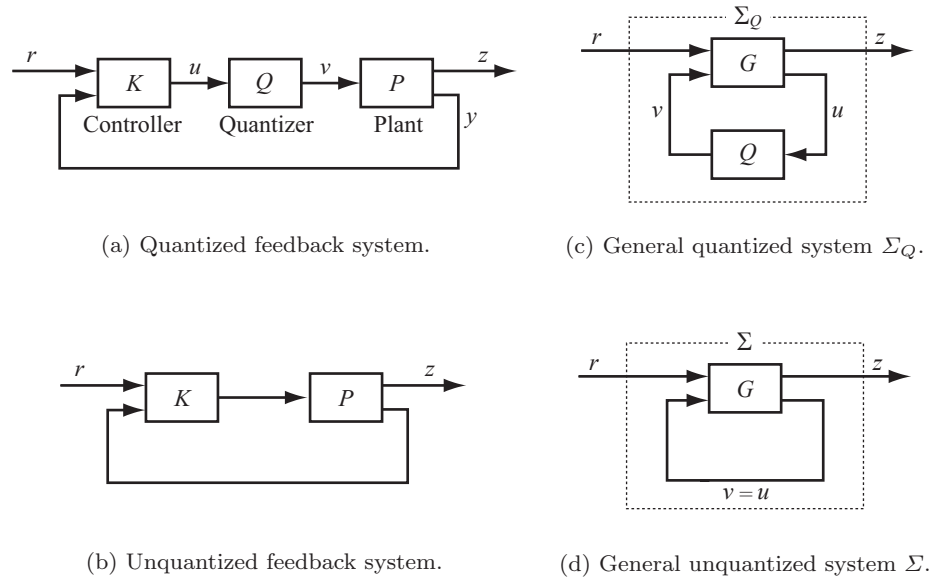 r
K
u
Q
v
P
z
y
Controller
Quantizer
Plant
(a) Quantized feedback system.
Σ_Q
r
G
z
v
u
Q
(c) General quantized system Σ_Q.
r
K
P
z
(b) Unquantized feedback system.
Σ
r
G
z
v = u
(d) General unquantized system Σ.